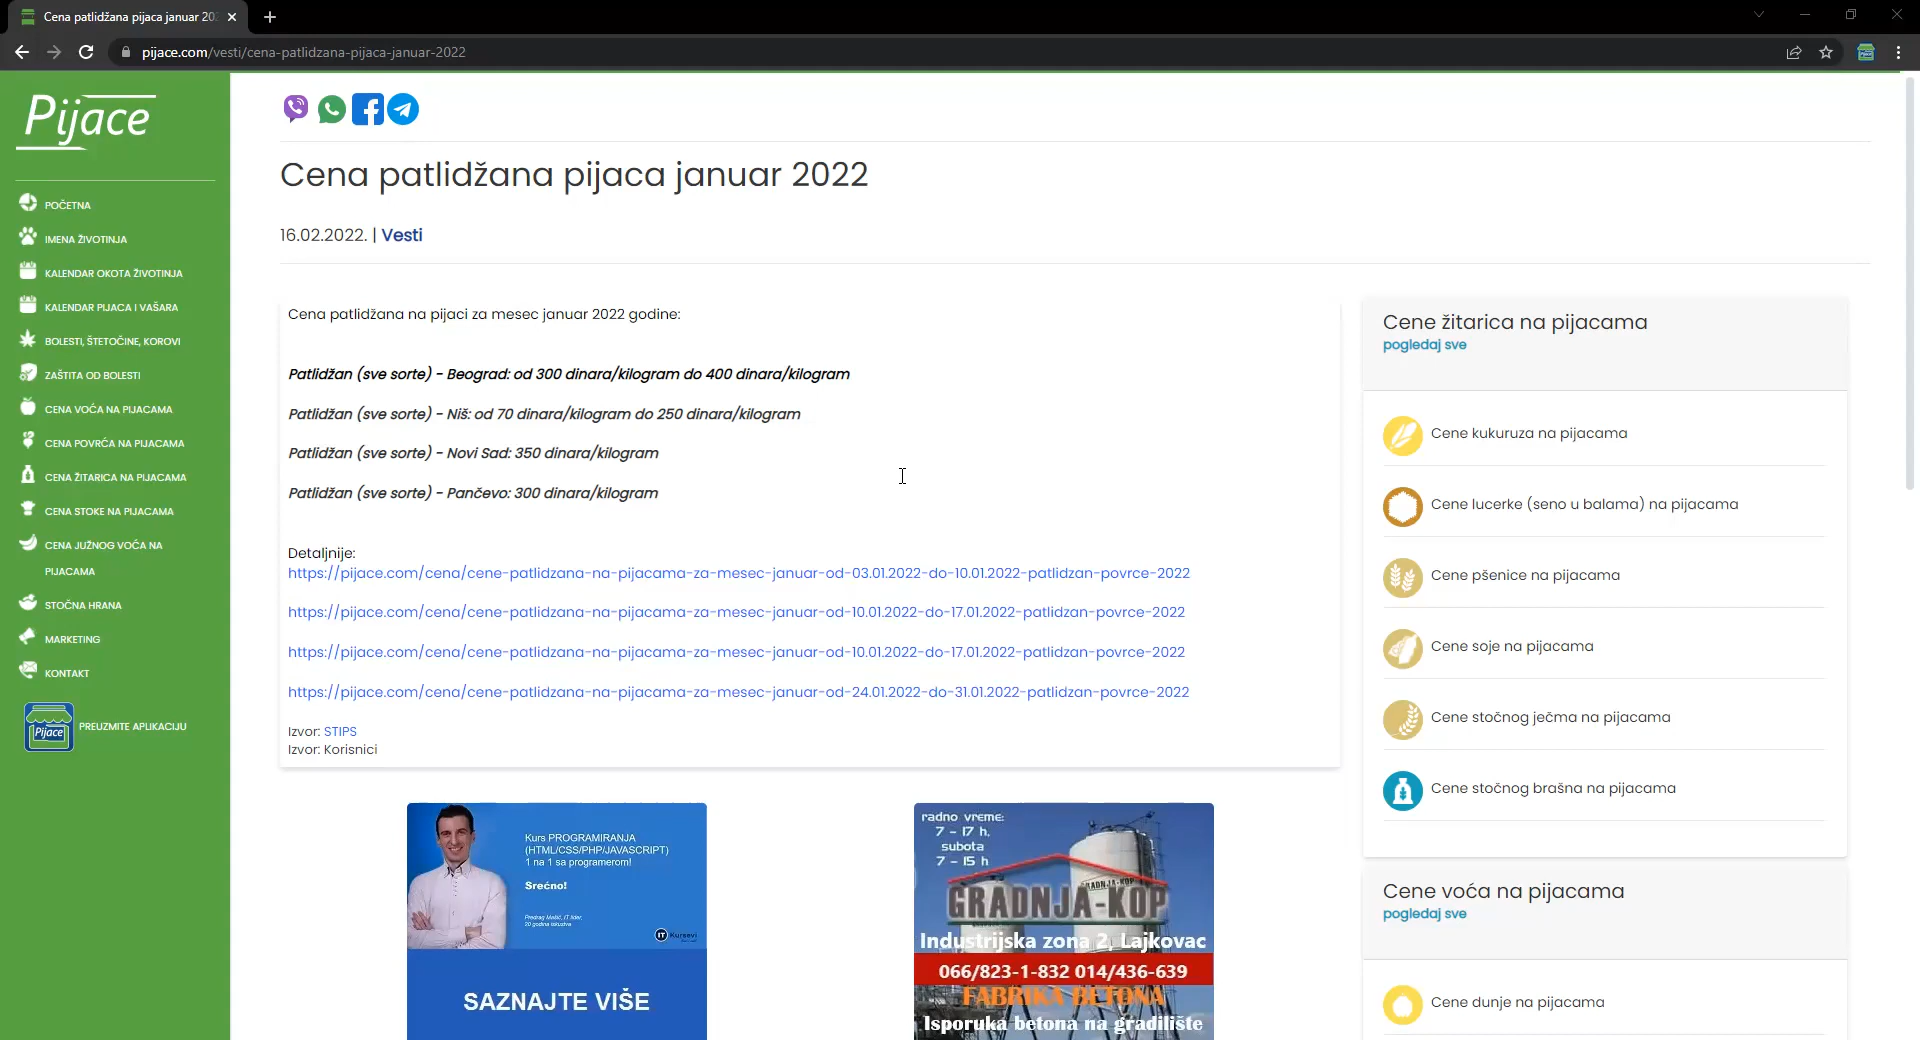 Cena patlidžana pijaca januar 20
pijace.com/vesti/cena-patlidzana-pijaca-januar-2022
Pijace
POČETNA
IMENA ŽIVOTINJA
KALENDAR OKOTA ŽIVOTINJA
KALENDAR PIJACA I VAŠARA
BOLESTI, ŠTETOČINE, KOROVI
ZAŠTITA OD BOLESTI
CENA VOĆA NA PIJACAMA
CENA POVRĆA NA PIJACAMA
CENA ŽITARICA NA PIJACAMA
CENA STOKE NA PIJACAMA
CENA JUŽNOG VOĆA NA
PIJACAMA
STOČNA HRANA
MARKETING
KONTAKT
Pijace
PREUZMITE APLIKACIJU
Cena patlidžana pijaca januar 2022
16.02.2022. | Vesti
Cena patlidžana na pijaci za mesec januar 2022 godine:
Patlidžan (sve sorte) - Beograd: od 300 dinara/kilogram do 400 dinara/kilogram
Patlidžan (sve sorte) - Niš: od 70 dinara/kilogram do 250 dinara/kilogram
Patlidžan (sve sorte) - Novi Sad: 350 dinara/kilogram
Patlidžan (sve sorte) - Pančevo: 300 dinara/kilogram
Detaljnije:
https://pijace.com/cena/cene-patlidzana-na-pijacama-za-mesec-januar-od-03.01.2022-do-10.01.2022-patlidzan-povrce-2022
https://pijace.com/cena/cene-patlidzana-na-pijacama-za-mesec-januar-od-10.01.2022-do-17.01.2022-patlidzan-povrce-2022
https://pijace.com/cena/cene-patlidzana-na-pijacama-za-mesec-januar-od-10.01.2022-do-17.01.2022-patlidzan-povrce-2022
https://pijace.com/cena/cene-patlidzana-na-pijacama-za-mesec-januar-od-24.01.2022-do-31.01.2022-patlidzan-povrce-2022
Izvor: STIPS
Izvor: Korisnici
Kurs PROGRAMIRANJA
(HTML/CSS/PHP/JAVASCRIPT)
1 na 1 sa programerom!
Srećno!
Predrag Matić, IT lider,
20 godina iskustva
IT Kursevi
SAZNAJTE VIŠE
radno vreme:
7 - 17 h,
subota
7 - 15 h
GRADNJA-KOP
GRADNJA-KOP
Industrijska zona 2, Lajkovac
066/823-1-832 014/436-639
FABRIKA BETONA
Isporuka betona na gradilište
Cene žitarica na pijacama
pogledaj sve
Cene kukuruza na pijacama
Cene lucerke (seno u balama) na pijacama
Cene pšenice na pijacama
Cene soje na pijacama
Cene stočnog ječma na pijacama
Cene stočnog brašna na pijacama
Cene voća na pijacama
pogledaj sve
Cene dunje na pijacama